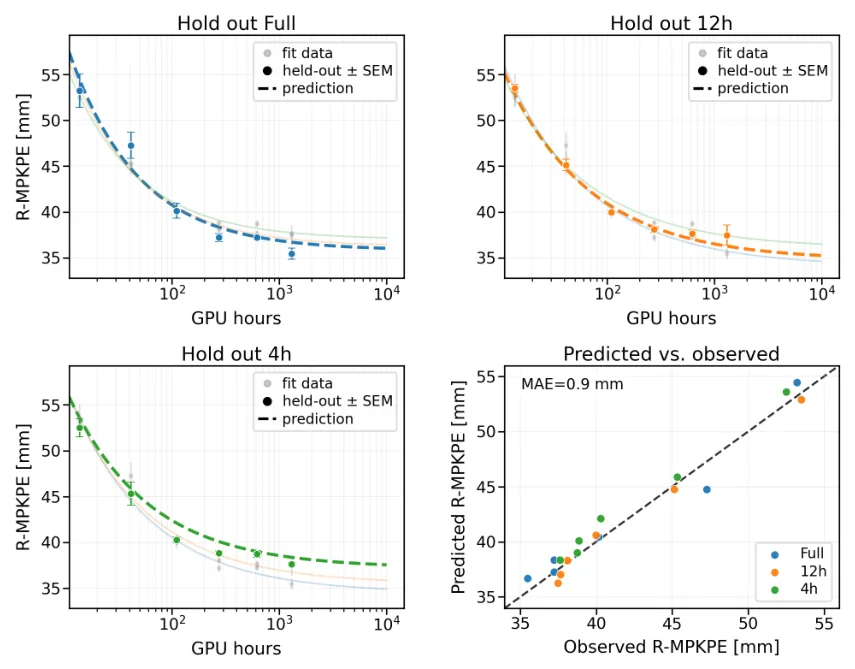 Hold out Full
R-MPKPE [mm]
55
50
45
40
35
fit data
held-out ± SEM
prediction
10² 10³ 10⁴
GPU hours
Hold out 12h
55
50
45
40
35
fit data
held-out ± SEM
prediction
10² 10³ 10⁴
GPU hours
Hold out 4h
R-MPKPE [mm]
55
50
45
40
35
fit data
held-out ± SEM
prediction
10² 10³ 10⁴
GPU hours
Predicted vs. observed
Predicted R-MPKPE [mm]
55
50
45
40
35
MAE=0.9 mm
Full
12h
4h
35 40 45 50 55
Observed R-MPKPE [mm]